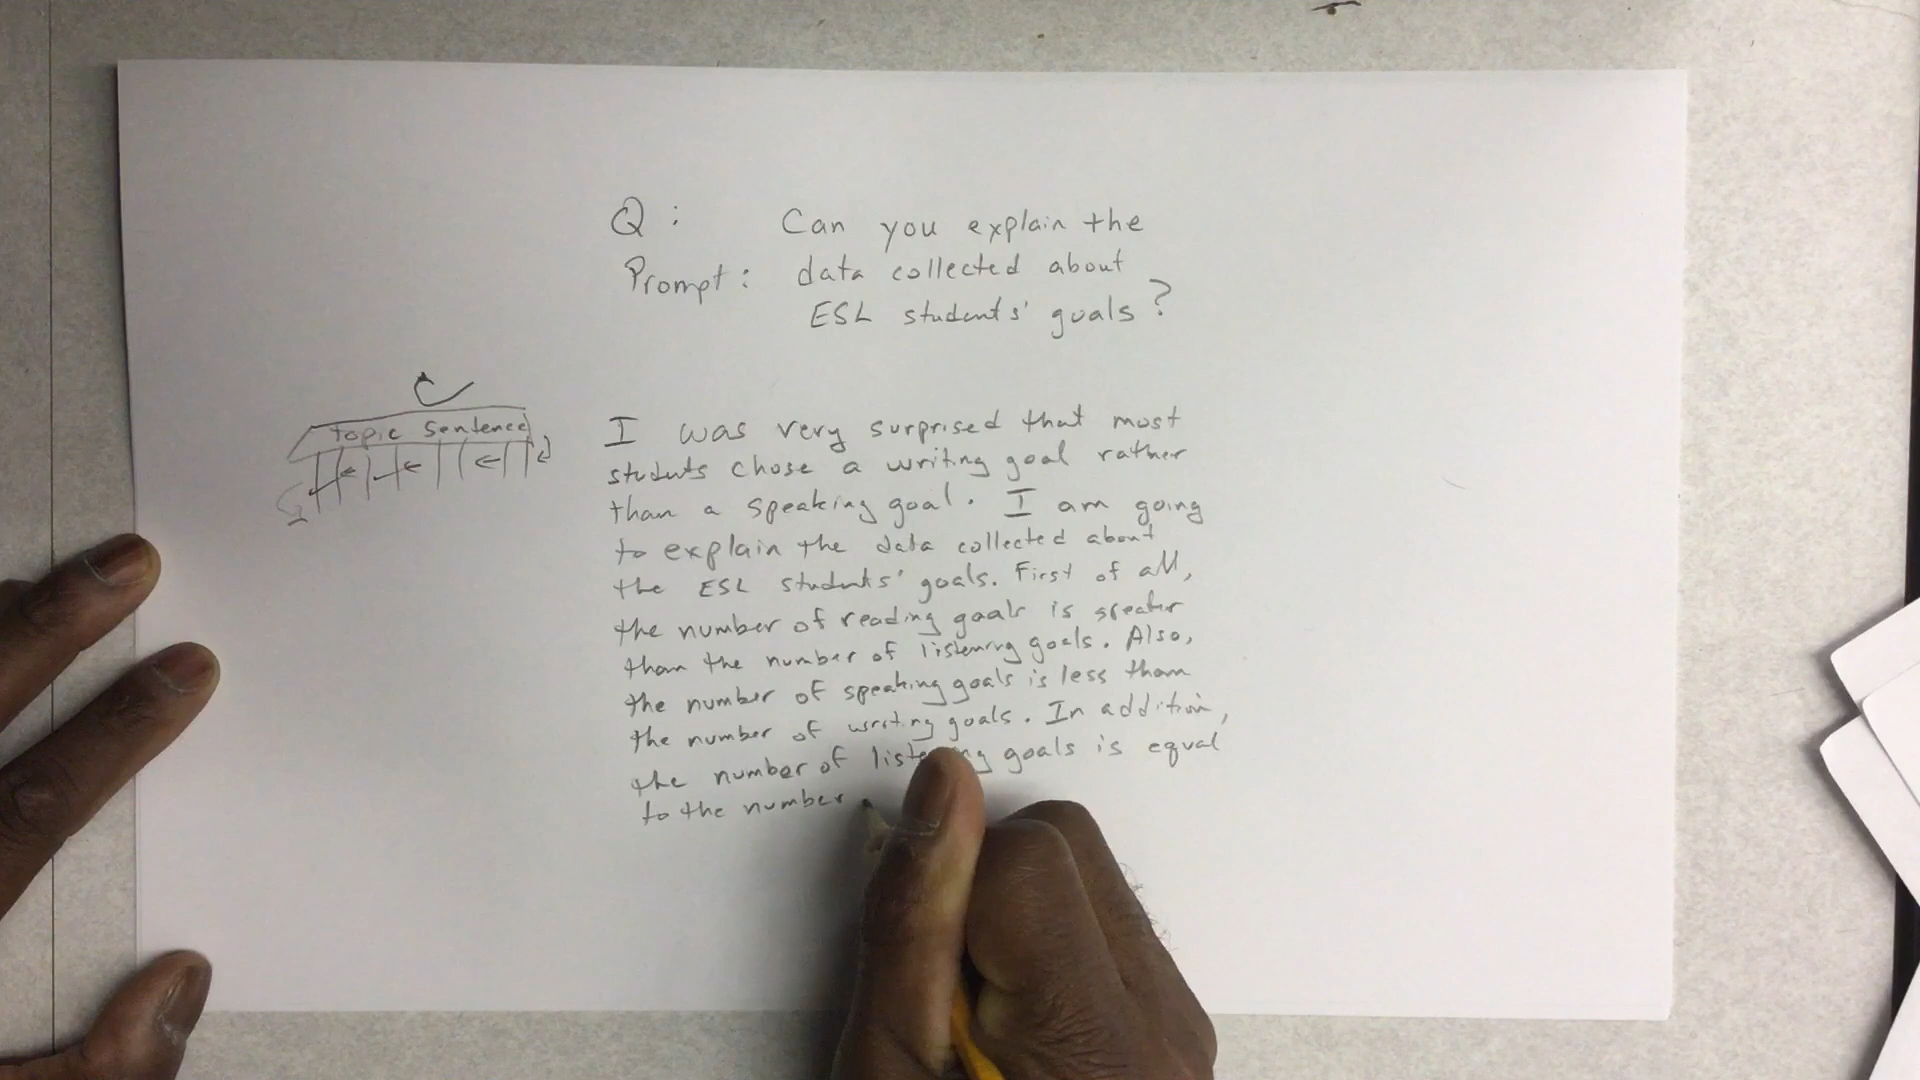 Q : Can you explain the
Prompt: data collected about
ESL students' goals ?
Topic Sentence
I was very surprised that most
students chose a writing goal rather
than a speaking goal. I am going
to explain the data collected about
the ESL students' goals. First of all,
the number of reading goals is greater
than the number of listening goals. Also,
the number of speaking goals is less than
the number of writing goals. In addition,
the number of listening goals is equal
to the number